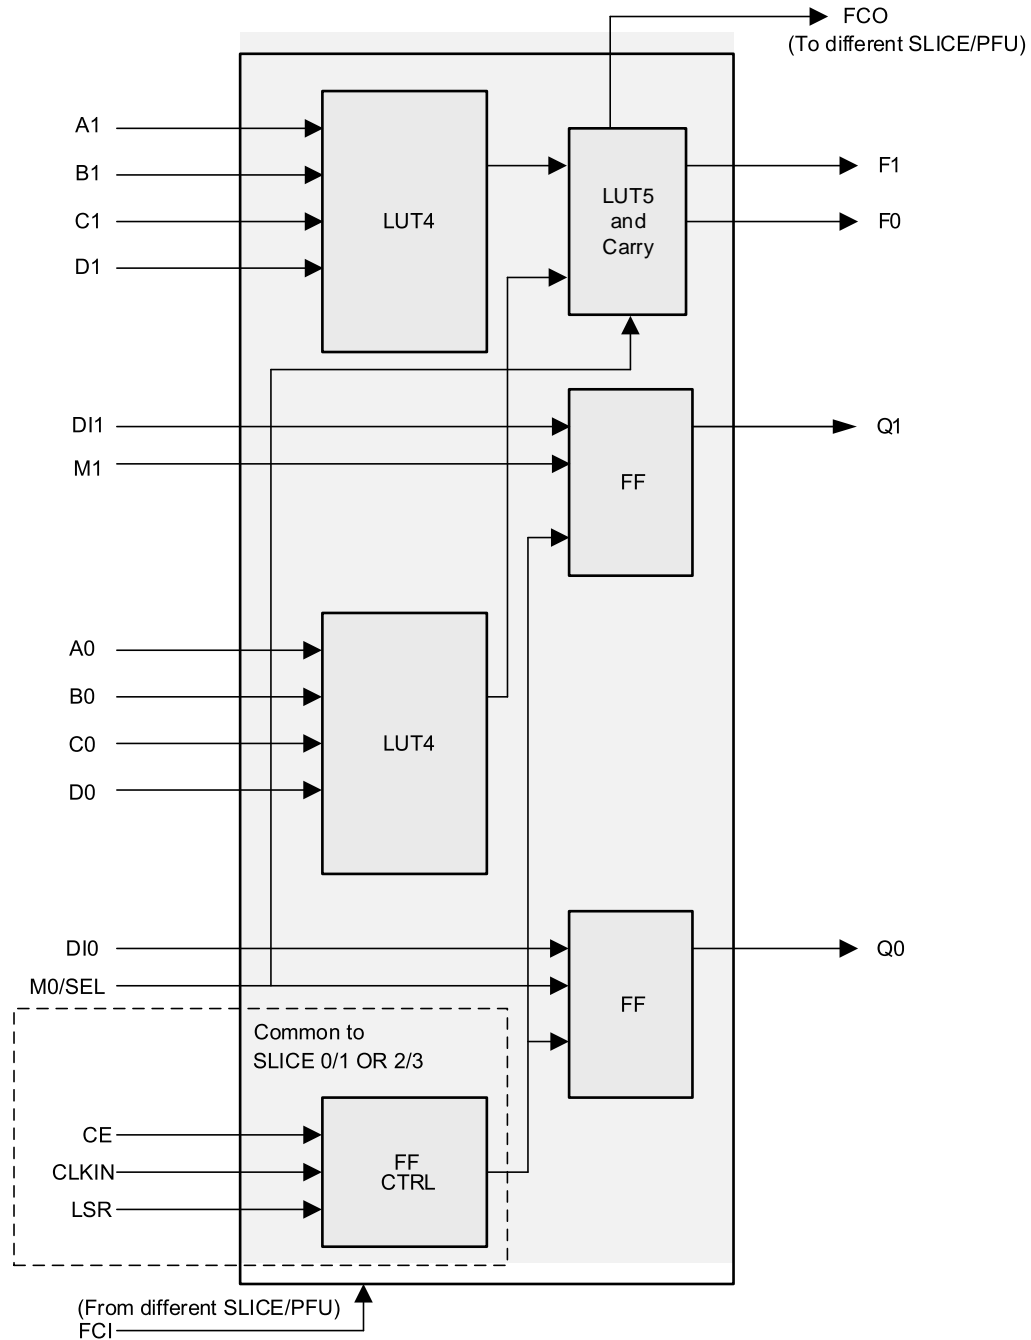 FCO
(To different SLICE/PFU)
A1
B1
C1
D1
LUT4
LUT5
and
Carry
F1
F0
DI1
M1
FF
Q1
A0
B0
C0
D0
LUT4
DI0
M0/SEL
FF
Q0
Common to
SLICE 0/1 OR 2/3
CE
CLKIN
LSR
FF
CTRL
(From different SLICE/PFU)
FCI